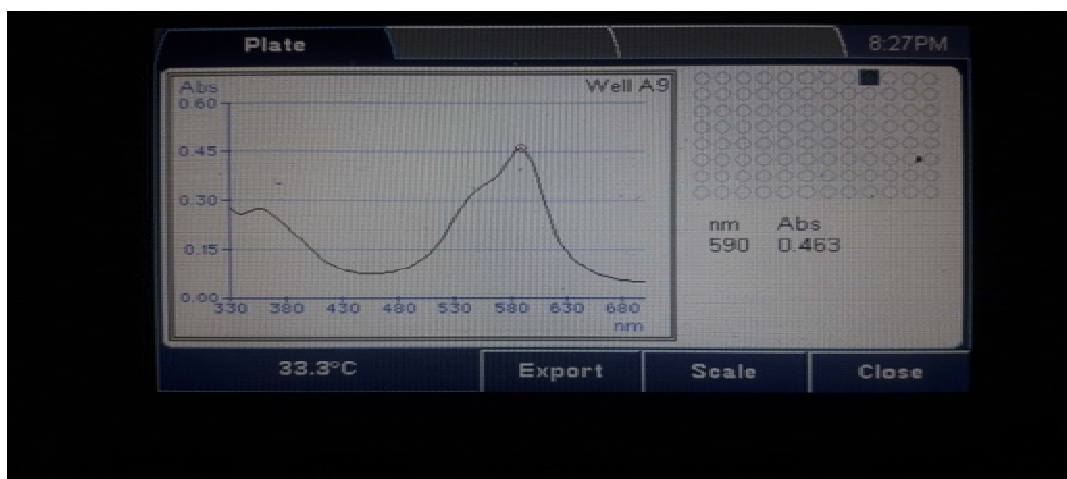 Plate
8:27PM
Abs
Well A9
0.60
0.45
0.30
0.15
0.00
330 380 430 480 530 580 630 680
nm
nm Abs
590 0.463
33.3°C
Export
Scale
Close